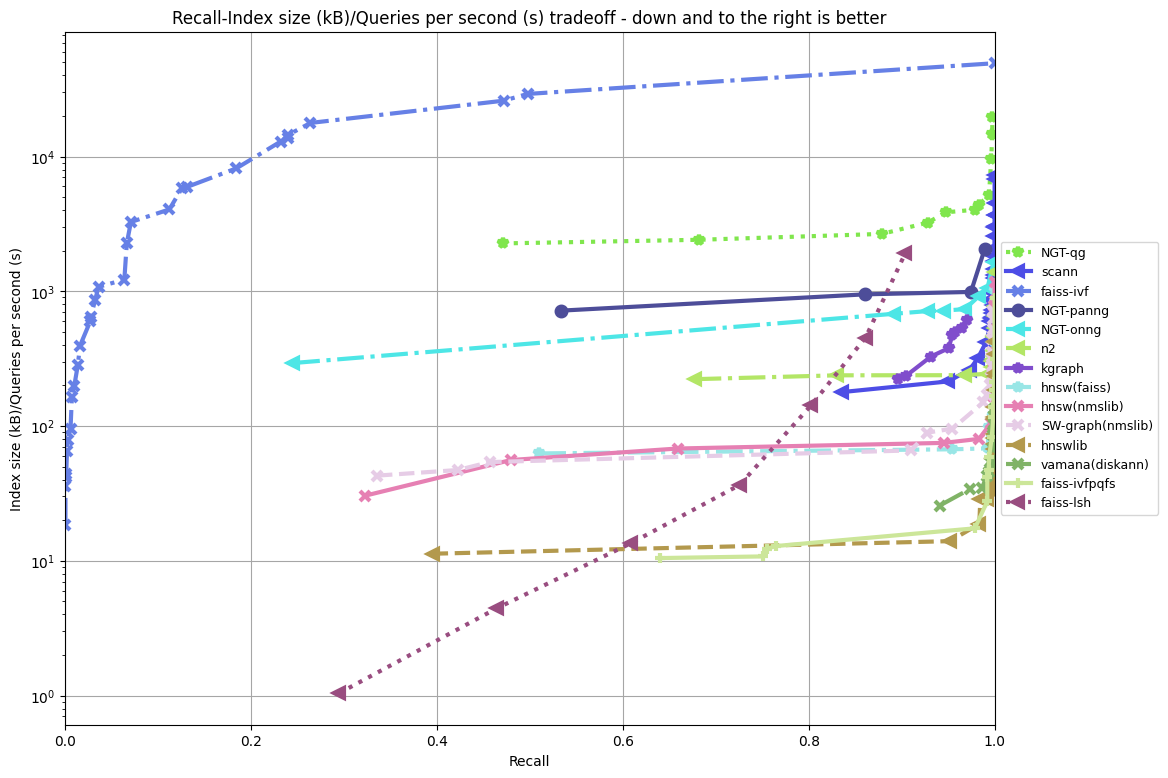 Recall-Index size (kB)/Queries per second (s) tradeoff - down and to the right is better
Index size (kB)/Queries per second (s)
10^4
10^3
10^2
10^1
10^0
0.0 0.2 0.4 0.6 0.8 1.0
Recall
NGT-qg
scann
faiss-ivf
NGT-panng
NGT-onng
n2
kgraph
hnsw(faiss)
hnsw(nmslib)
SW-graph(nmslib)
hnswlib
vamana(diskann)
faiss-ivfpqfs
faiss-lsh